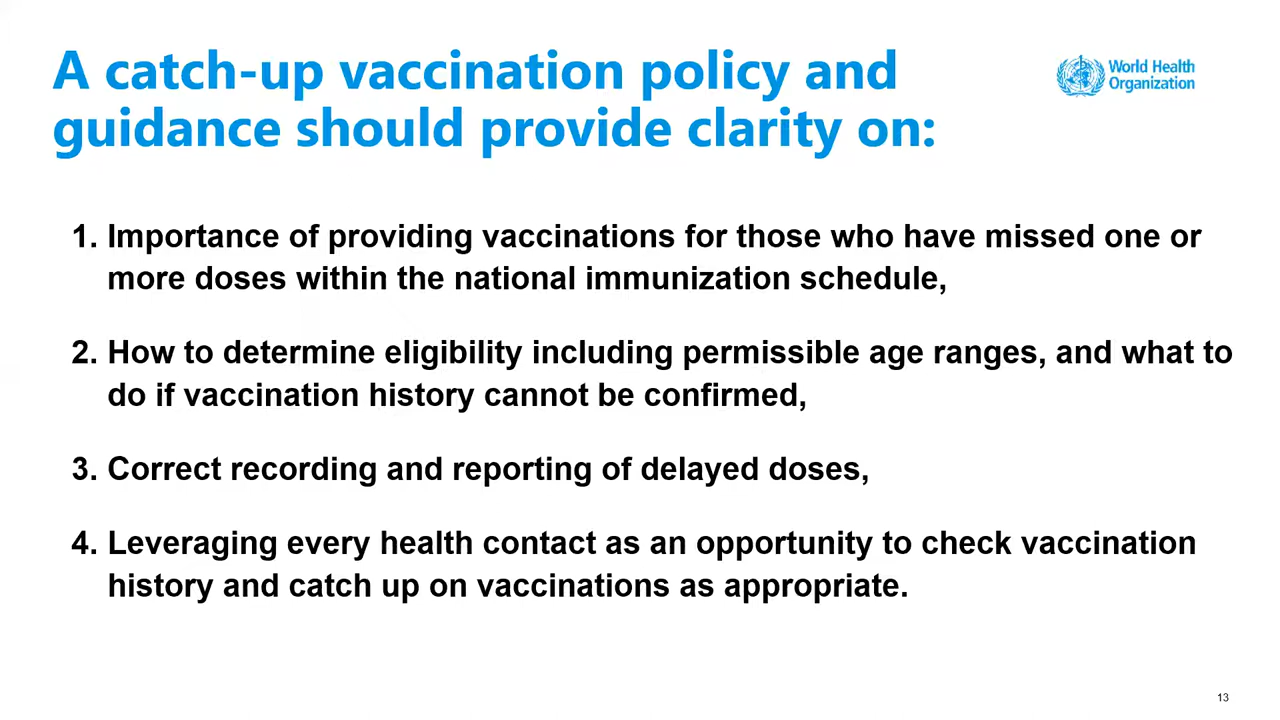 A catch-up vaccination policy and
guidance should provide clarity on:
World Health
Organization
1. Importance of providing vaccinations for those who have missed one or
more doses within the national immunization schedule,
2. How to determine eligibility including permissible age ranges, and what to
do if vaccination history cannot be confirmed,
3. Correct recording and reporting of delayed doses,
4. Leveraging every health contact as an opportunity to check vaccination
history and catch up on vaccinations as appropriate.
13